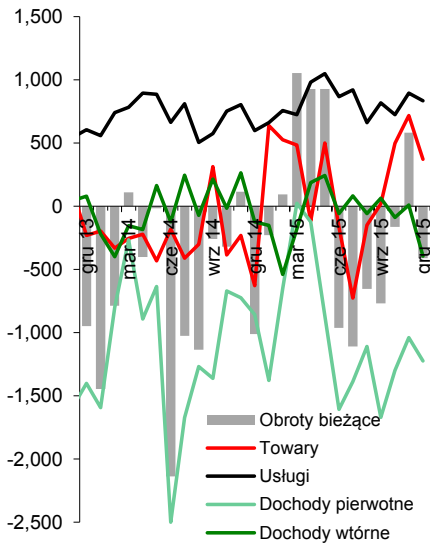 1,500
1,000
500
0
-500
-1,000
-1,500
-2,000
-2,500
gru 13
mar 14
cze 14
wrz 14
gru 14
mar 15
cze 15
wrz 15
gru 15
Obroty bieżące
Towary
Usługi
Dochody pierwotne
Dochody wtórne